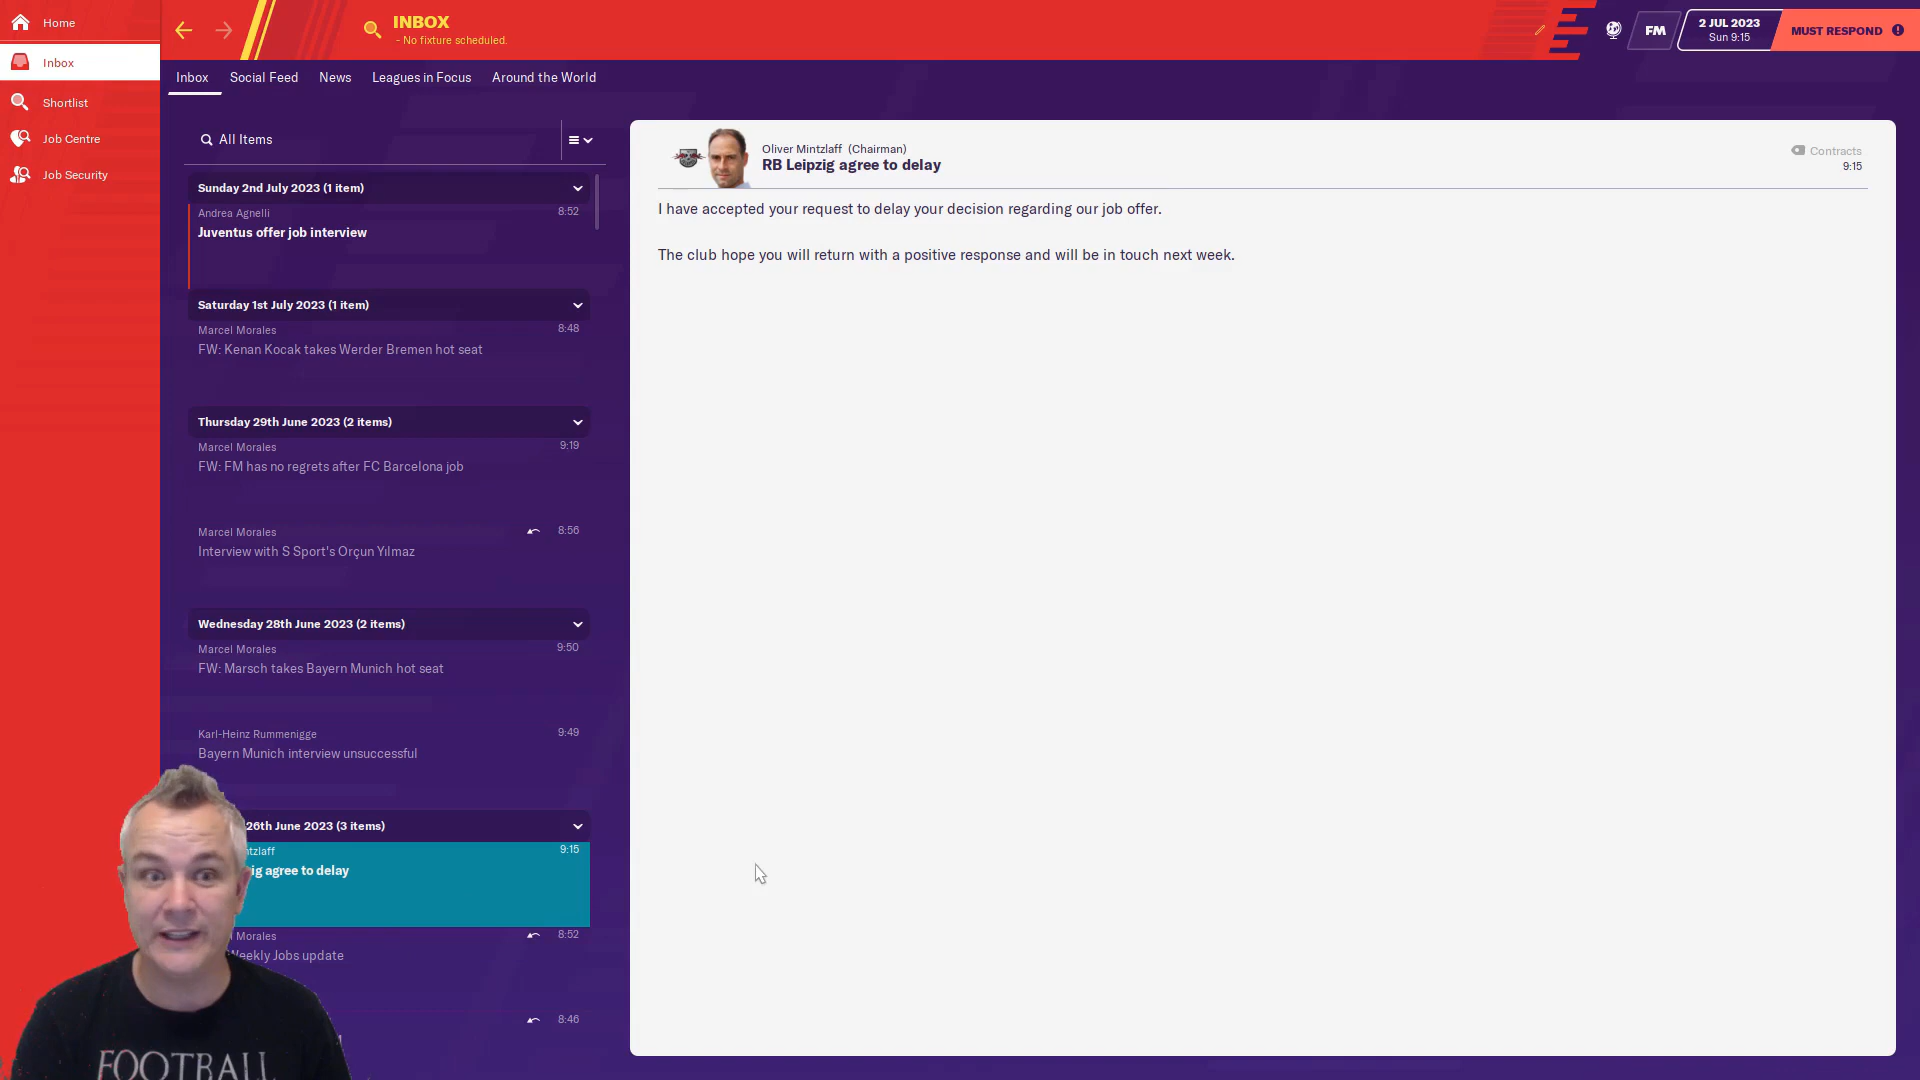 Home
Inbox
Shortlist
Job Centre
Job Security
INBOX
- No fixture scheduled.
FM
2 JUL 2023
Sun 9:15
MUST RESPOND
Inbox
Social Feed
News
Leagues in Focus
Around the World
All Items
Sunday 2nd July 2023 (1 item)
Andrea Agnelli
8:52
Juventus offer job interview
Saturday 1st July 2023 (1 item)
Marcel Morales
8:48
FW: Kenan Kocak takes Werder Bremen hot seat
Thursday 29th June 2023 (2 items)
Marcel Morales
9:19
FW: FM has no regrets after FC Barcelona job
Marcel Morales
8:56
Interview with S Sport's Orçun Yılmaz
Wednesday 28th June 2023 (2 items)
Marcel Morales
9:50
FW: Marsch takes Bayern Munich hot seat
Karl-Heinz Rummenigge
9:49
Bayern Munich interview unsuccessful
26th June 2023 (3 items)
ntzlaff
9:15
ig agree to delay
Morales
8:52
Weekly Jobs update
8:46
Oliver Mintzlaff (Chairman)
RB Leipzig agree to delay
Contracts
9:15
I have accepted your request to delay your decision regarding our job offer.
The club hope you will return with a positive response and will be in touch next week.
FOOTBALL